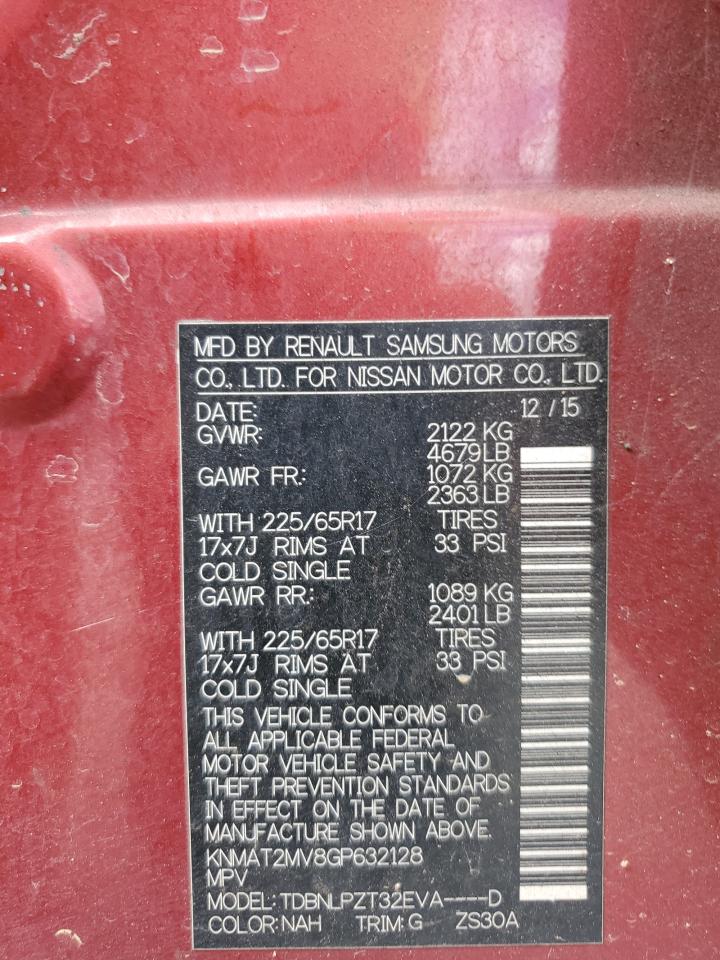 MFD BY RENAULT SAMSUNG MOTORS
CO., LTD. FOR NISSAN MOTOR CO., LTD.
DATE: 12 / 15
GVWR: 2122 KG
4679 LB
GAWR FR: 1072 KG
2363 LB
WITH 225/65R17 TIRES
17x7J RIMS AT 33 PSI
COLD SINGLE
GAWR RR: 1089 KG
2401 LB
WITH 225/65R17 TIRES
17x7J RIMS AT 33 PSI
COLD SINGLE
THIS VEHICLE CONFORMS TO
ALL APPLICABLE FEDERAL
MOTOR VEHICLE SAFETY AND
THEFT PREVENTION STANDARDS
IN EFFECT ON THE DATE OF
MANUFACTURE SHOWN ABOVE.
KNMAT2MV8GP632128
MPV
MODEL: TDBNLPZT32EVA----D
COLOR: NAH TRIM: G ZS30A